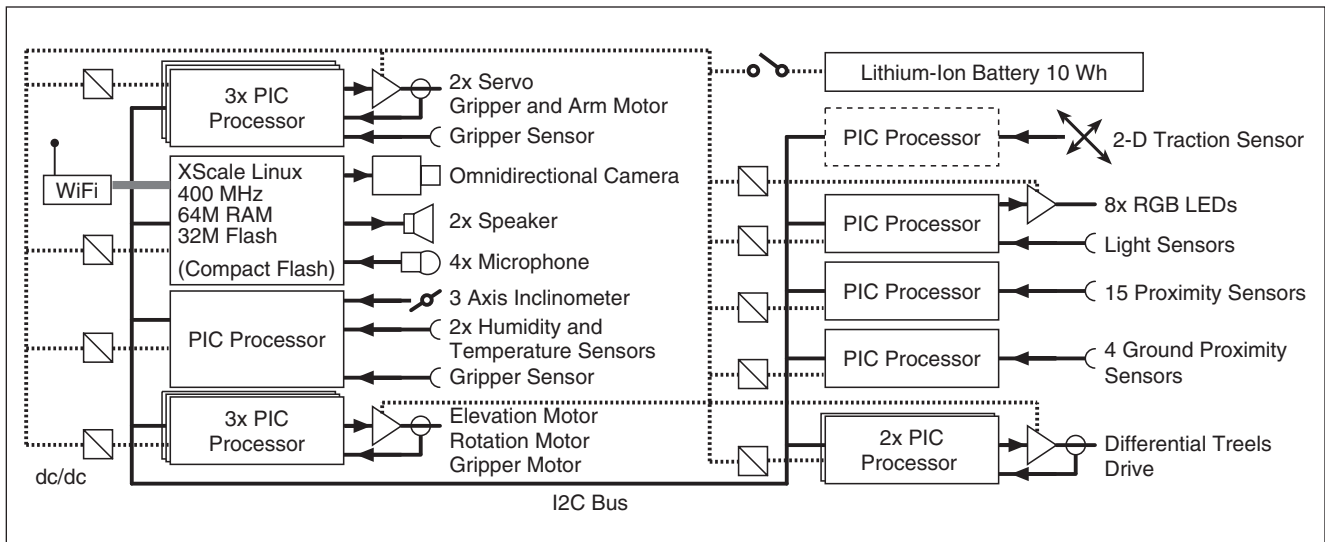 3x PIC
Processor
2x Servo
Gripper and Arm Motor
Gripper Sensor
WiFi
XScale Linux
400 MHz
64M RAM
32M Flash
(Compact Flash)
Omnidirectional Camera
2x Speaker
4x Microphone
PIC Processor
3 Axis Inclinometer
2x Humidity and
Temperature Sensors
Gripper Sensor
3x PIC
Processor
Elevation Motor
Rotation Motor
Gripper Motor
dc/dc
I2C Bus
Lithium-Ion Battery 10 Wh
PIC Processor
2-D Traction Sensor
PIC Processor
8x RGB LEDs
Light Sensors
PIC Processor
15 Proximity Sensors
PIC Processor
4 Ground Proximity
Sensors
2x PIC
Processor
Differential Treels
Drive